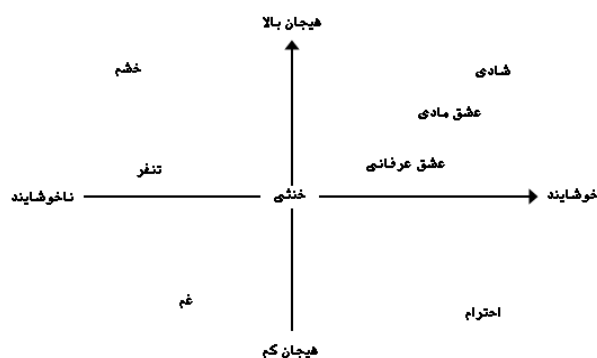 هیجان بالا
شادی
خشم
عشق مادی
عشق عرفانی
تنفر
خوشایند
خنثی
ناخوشایند
غم
احترام
هیجان کم